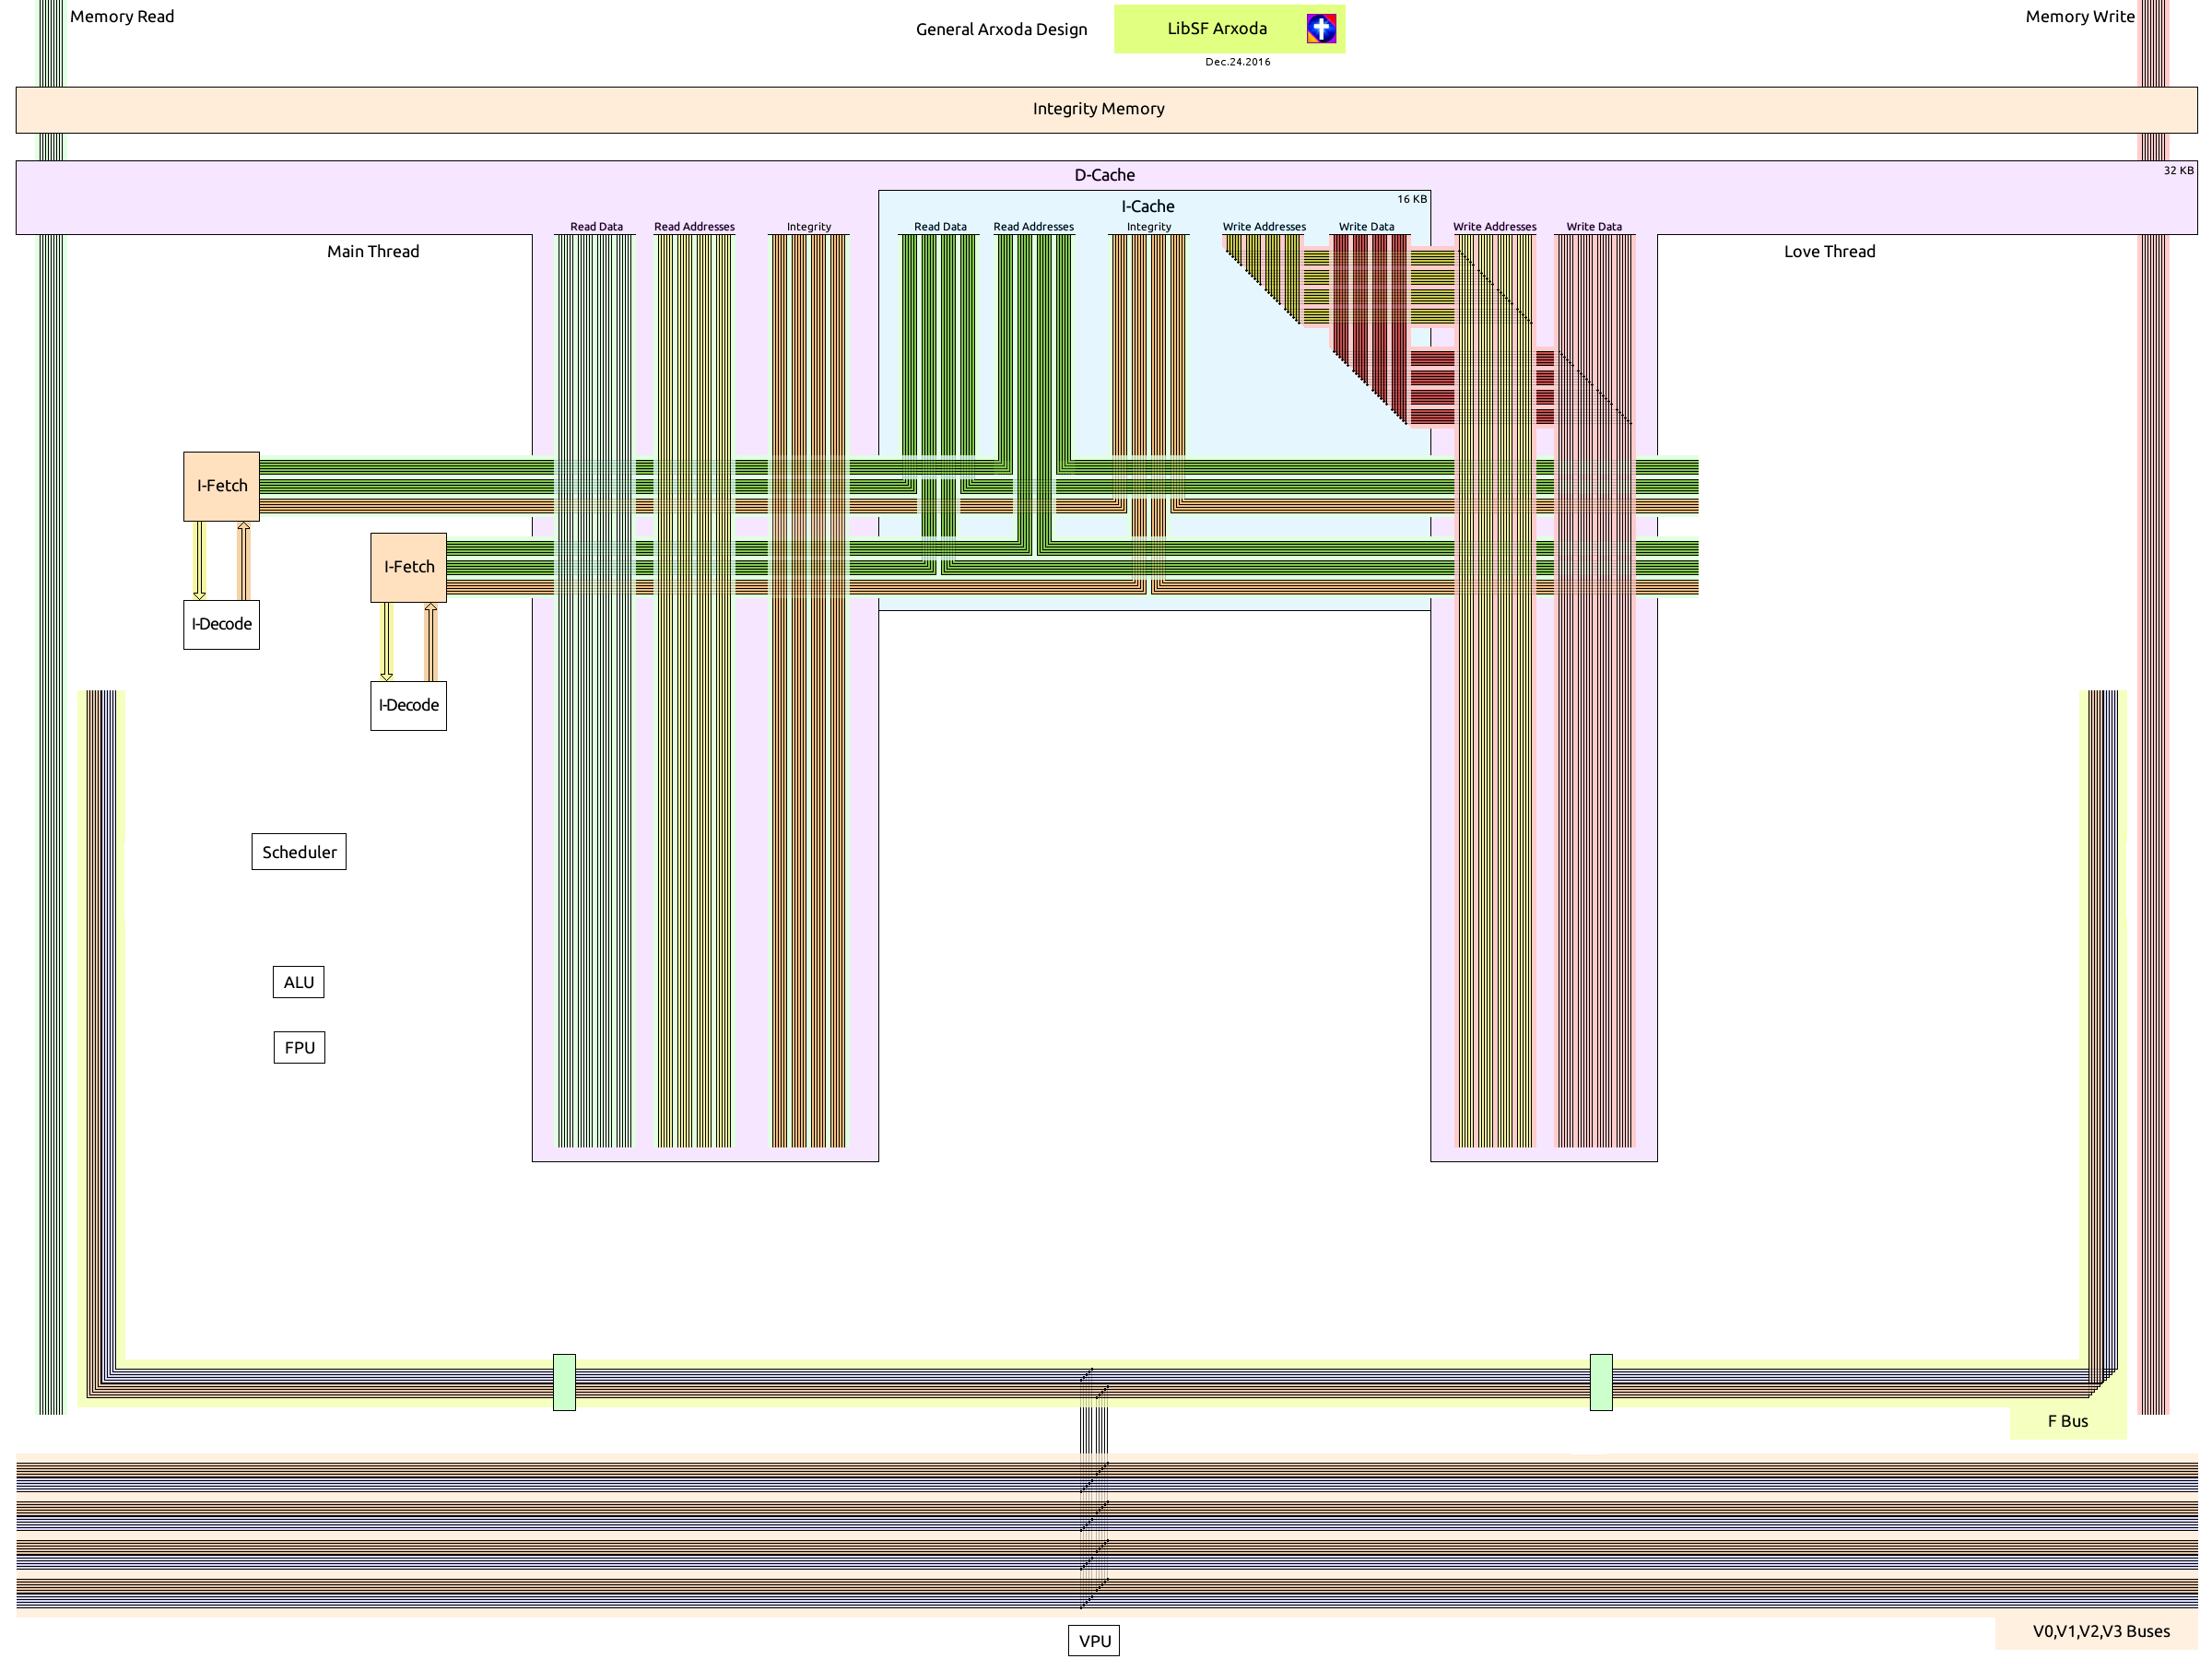 Memory Read
General Arxoda Design
LibSF Arxoda
Memory Write
Dec.24.2016
Integrity Memory
D-Cache
32 KB
I-Cache
16 KB
Read Data
Read Addresses
Integrity
Read Data
Read Addresses
Integrity
Write Addresses
Write Data
Write Addresses
Write Data
Main Thread
Love Thread
I-Fetch
I-Fetch
I-Decode
I-Decode
Scheduler
ALU
FPU
F Bus
V0,V1,V2,V3 Buses
VPU